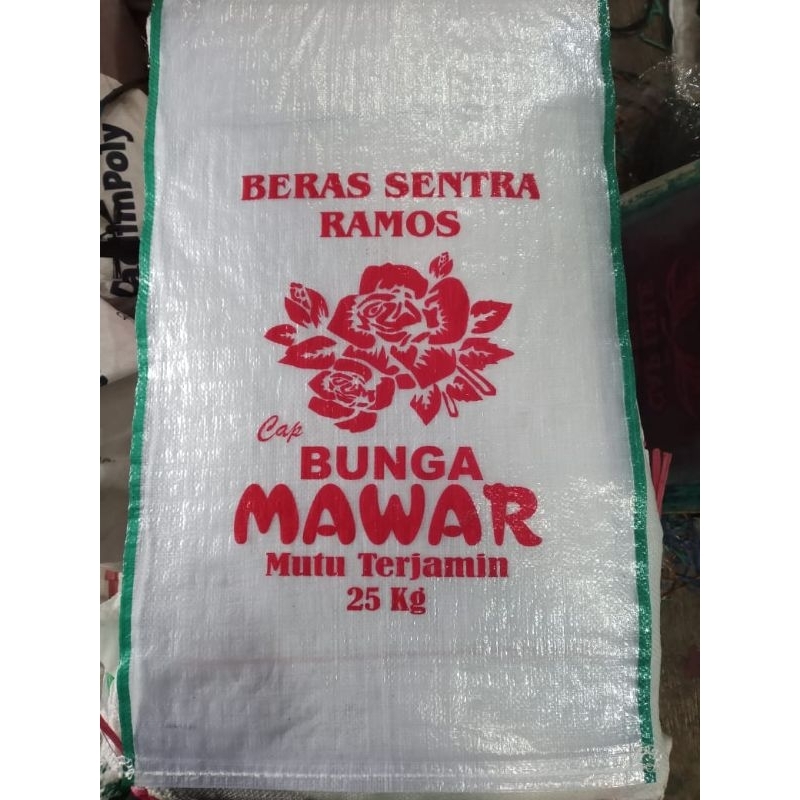 BERAS SENTRA
RAMOS
Cap
BUNGA
MAWAR
Mutu Terjamin
25 Kg